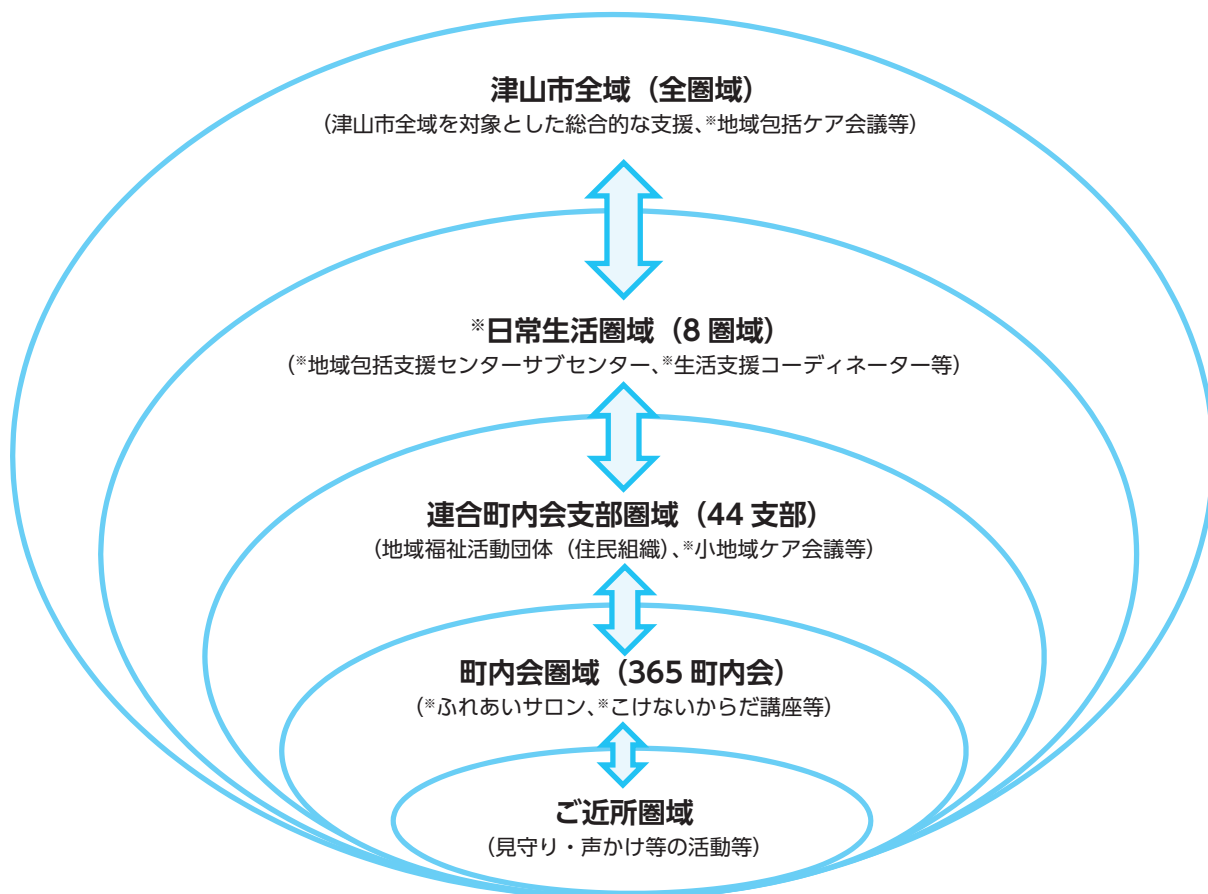 津山市全域（全圏域）
（津山市全域を対象とした総合的な支援、※地域包括ケア会議等）
※日常生活圏域（8 圏域）
（※地域包括支援センターサブセンター、※生活支援コーディネーター等）
連合町内会支部圏域（44 支部）
（地域福祉活動団体（住民組織）、※小地域ケア会議等）
町内会圏域（365 町内会）
（※ふれあいサロン、※こけないからだ講座等）
ご近所圏域
（見守り・声かけ等の活動等）